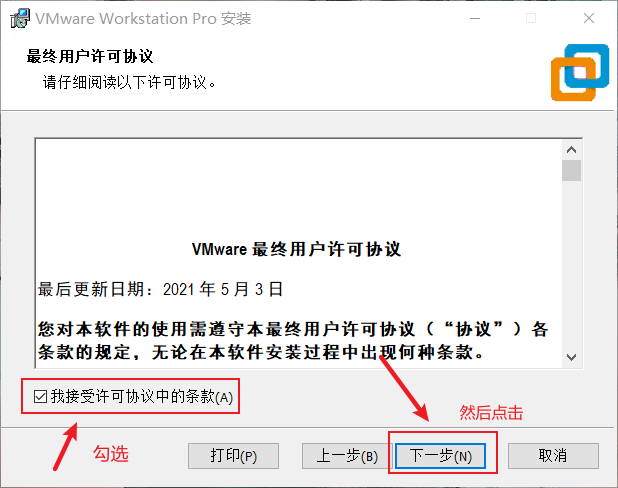 VMware Workstation Pro 安装
最终用户许可协议
请仔细阅读以下许可协议。
VMware 最终用户许可协议
最后更新日期：2021 年 5 月 3 日
您对本软件的使用需遵守本最终用户许可协议（“协议”）各
条款的规定，无论在本软件安装过程中出现何种条款。
我接受许可协议中的条款(A)
然后点击
勾选
打印(P)
上一步(B)
下一步(N)
取消